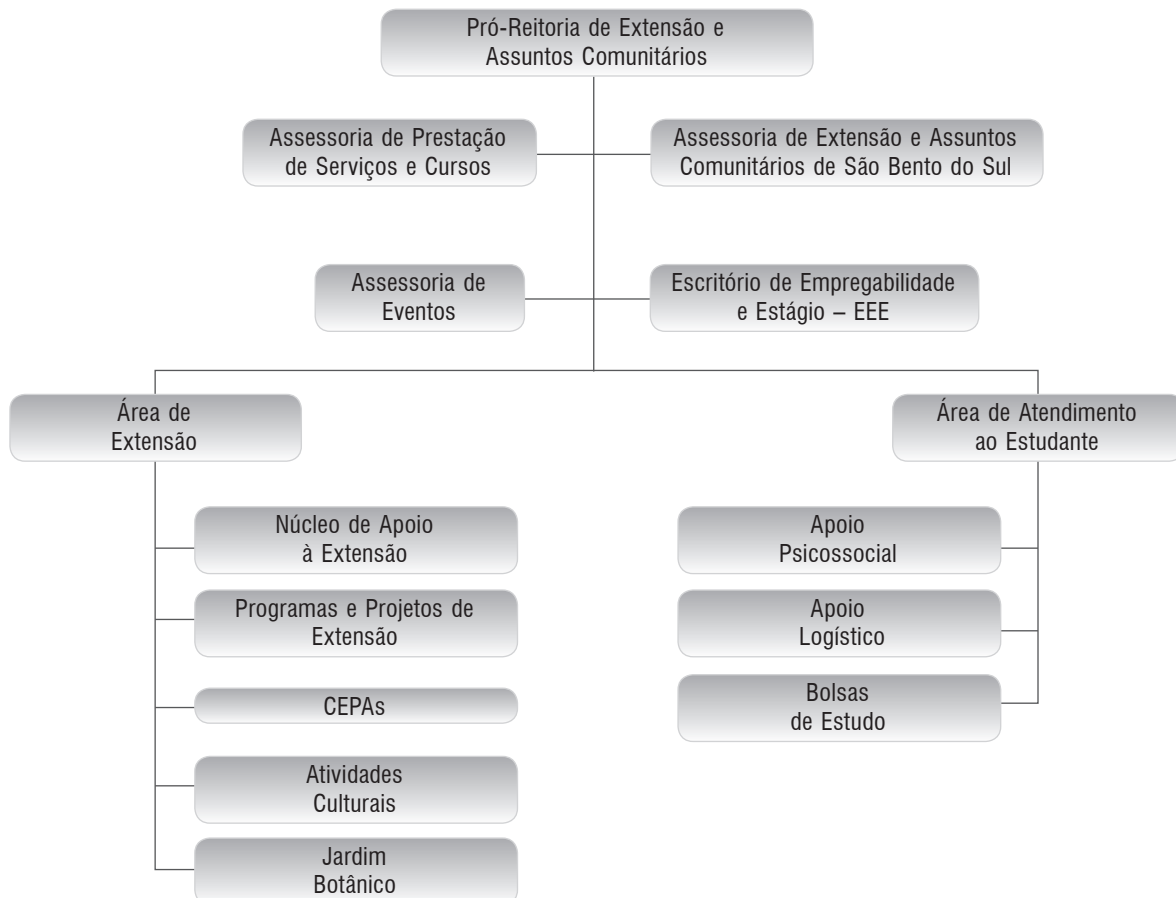 Pró-Reitoria de Extensão e
Assuntos Comunitários
Assessoria de Prestação
de Serviços e Cursos
Assessoria de Extensão e Assuntos
Comunitários de São Bento do Sul
Assessoria de
Eventos
Escritório de Empregabilidade
e Estágio – EEE
Área de
Extensão
Área de Atendimento
ao Estudante
Núcleo de Apoio
à Extensão
Programas e Projetos de
Extensão
CEPAs
Atividades
Culturais
Jardim
Botânico
Apoio
Psicossocial
Apoio
Logístico
Bolsas
de Estudo